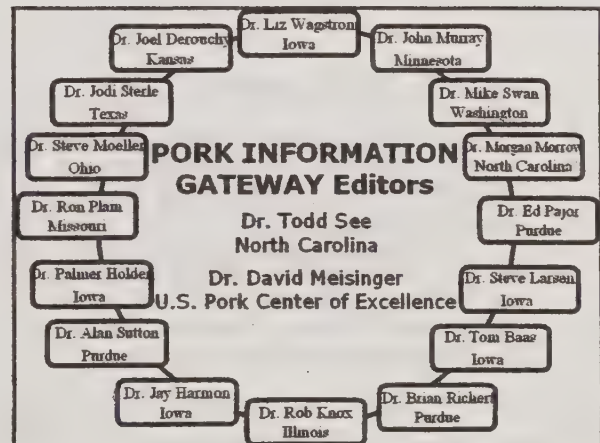 Dr. Liz Wagstrom
Iowa
Dr. Joel Derouchy
Kansas
Dr. John Murray
Minnesota
Dr. Jodi Sterle
Texas
Dr. Mike Swan
Washington
Dr. Steve Moeller
Ohio
PORK INFORMATION
GATEWAY Editors
Dr. Morgan Morrow
North Carolina
Dr. Ron Plain
Missouri
Dr. Todd See
North Carolina
Dr. Ed Pajor
Purdue
Dr. Palmer Holden
Iowa
Dr. David Meisinger
U.S. Pork Center of Excellence
Dr. Steve Larsen
Iowa
Dr. Alan Sutton
Purdue
Dr. Tom Baas
Iowa
Dr. Jay Harmon
Iowa
Dr. Rob Knox
Illinois
Dr. Brian Richert
Purdue